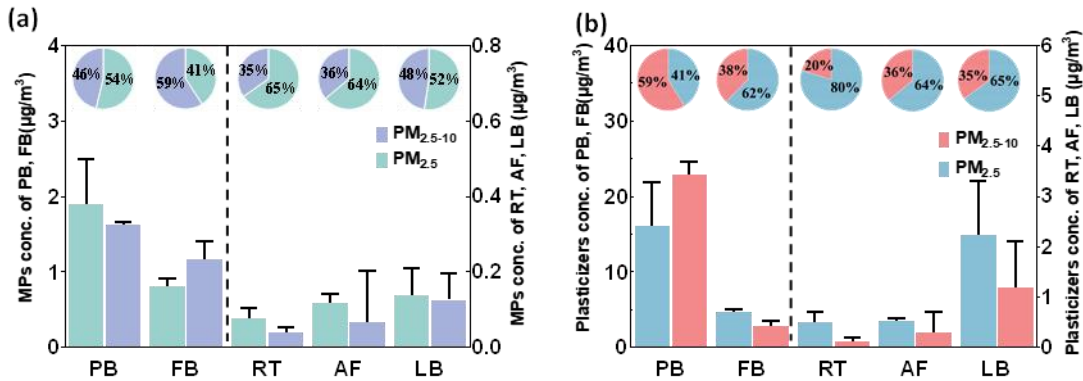 (a)
MPs conc. of PB, FB(μg/m³)
4
3
2
1
0
46% 54%
59% 41%
35% 65%
36% 64%
48% 52%
PM2.5-10
PM2.5
0.8
0.6
0.4
0.2
0.0
MPs conc. of RT, AF, LB (μg/m³)
PB FB RT AF LB
(b)
Plasticizers conc. of PB, FB(μg/m³)
40
30
20
10
0
59% 41%
38% 62%
20% 80%
36% 64%
35% 65%
PM2.5-10
PM2.5
6
5
4
3
2
1
0
Plasticizers conc. of RT, AF, LB (μg/m³)
PB FB RT AF LB